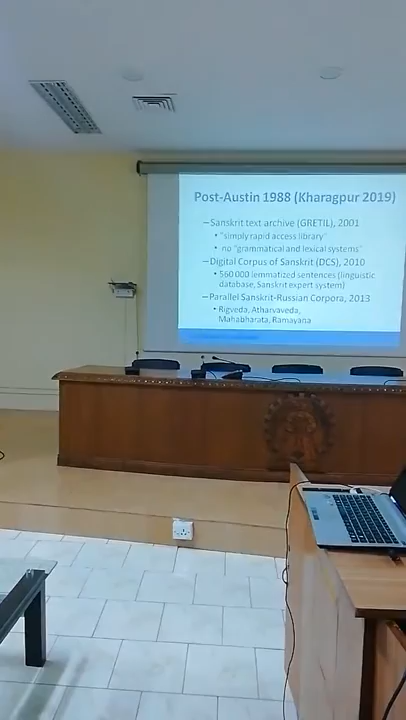 Post-Austin 1988 (Kharagpur 2019)
–Sanskrit text archive (GRETIL), 2001
• "simply rapid access library"
• no "grammatical and lexical systems"
–Digital Corpus of Sanskrit (DCS), 2010
• 560 000 lemmatized sentences (linguistic
database, Sanskrit expert system)
–Parallel Sanskrit-Russian Corpora, 2013
• Rigveda, Atharvaveda,
Mahabharata, Ramayana